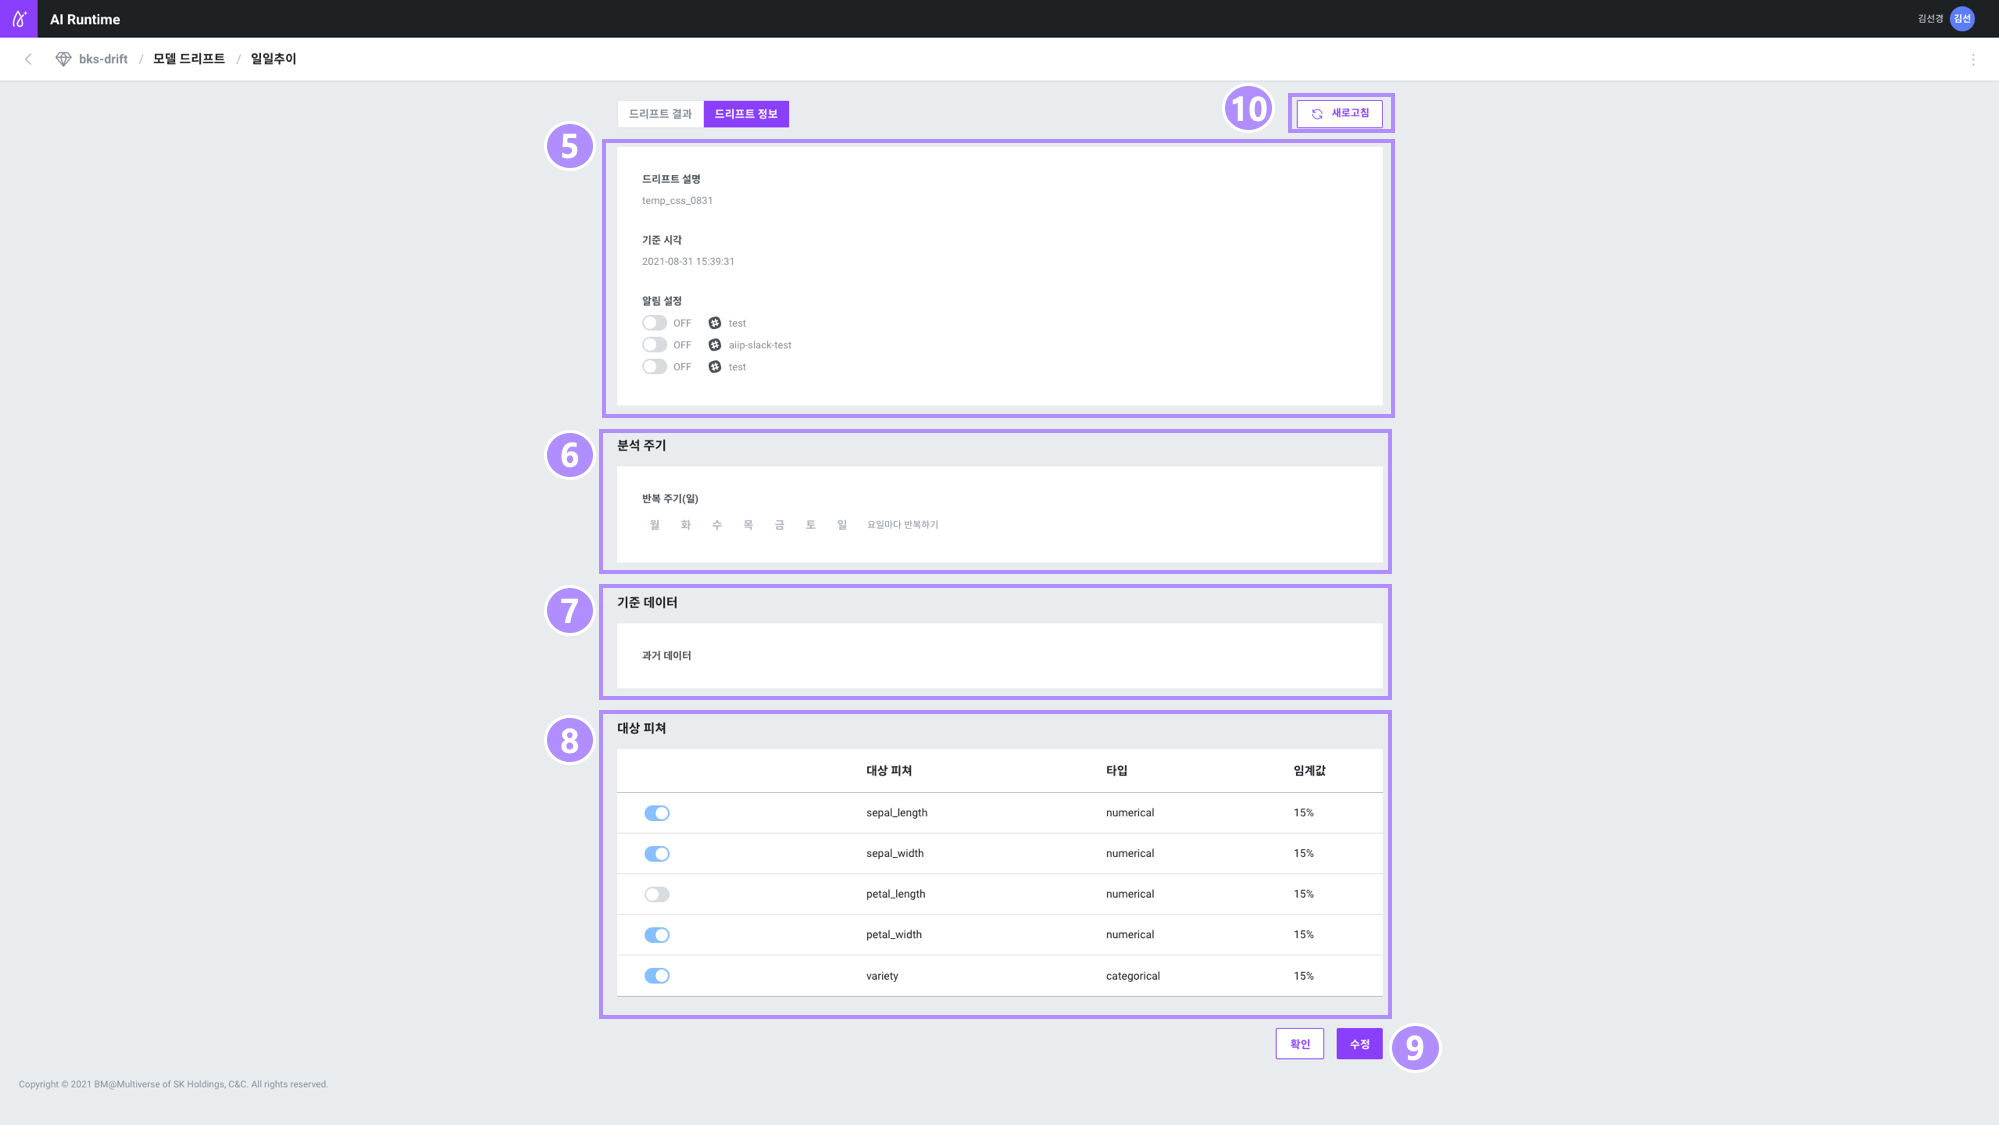 AI Runtime
김선경 김선
bks-drift / 모델 드리프트 / 일일추이
드리프트 결과 드리프트 정보
10 새로고침
5
드리프트 설명
temp_css_0831
기준 시각
2021-08-31 15:39:31
알림 설정
OFF test
OFF aiip-slack-test
OFF test
6 분석 주기
반복 주기(일)
월 화 수 목 금 토 일 요일마다 반복하기
7 기준 데이터
과거 데이터
8 대상 피쳐
대상 피쳐 타입 임계값
sepal_length numerical 15%
sepal_width numerical 15%
petal_length numerical 15%
petal_width numerical 15%
variety categorical 15%
확인 수정 9
Copyright © 2021 BM@Multiverse of SK Holdings, C&C. All rights reserved.